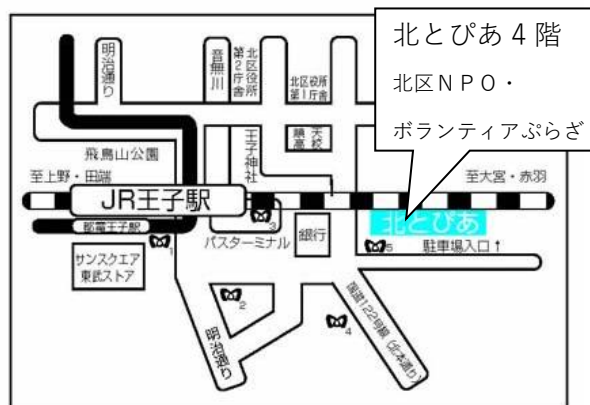 北とぴあ4階
北区NPO・
ボランティアぷらざ
明治通り
音無川
北区役所
第2庁舎
北区役所
第1庁舎
順天
高校
飛鳥山公園
王子神社
至上野・田端
至大宮・赤羽
JR王子駅
都電王子駅
3
北とぴあ
バスターミナル
銀行
1
5
駐車場入口↑
サンスクエア
東武ストア
2
4
明治通り
国道122号線(北本通り)